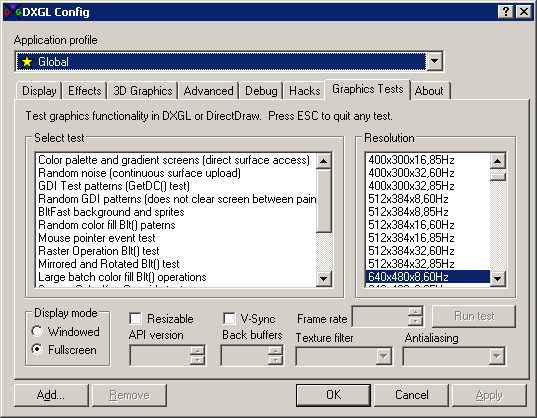 DXGL Config
Application profile
Global
Display Effects 3D Graphics Advanced Debug Hacks Graphics Tests About
Test graphics functionality in DXGL or DirectDraw. Press ESC to quit any test.
Select test
Color palette and gradient screens (direct surface access)
Random noise (continuous surface upload)
GDI Test patterns (GetDC() test)
Random GDI patterns (does not clear screen between pain
BltFast background and sprites
Random color fill Blt() paterns
Mouse pointer event test
Raster Operation Blt() test
Mirrored and Rotated Blt() test
Large batch color fill Blt() operations
Resolution
400x300x16,85Hz
400x300x32,60Hz
400x300x32,85Hz
512x384x8,60Hz
512x384x8,85Hz
512x384x16,60Hz
512x384x16,85Hz
512x384x32,60Hz
512x384x32,85Hz
640x480x8,60Hz
Display mode
Windowed
Fullscreen
Resizable
V-Sync
Frame rate
Run test
API version
Back buffers
Texture filter
Antialiasing
Add...
Remove
OK
Cancel
Apply